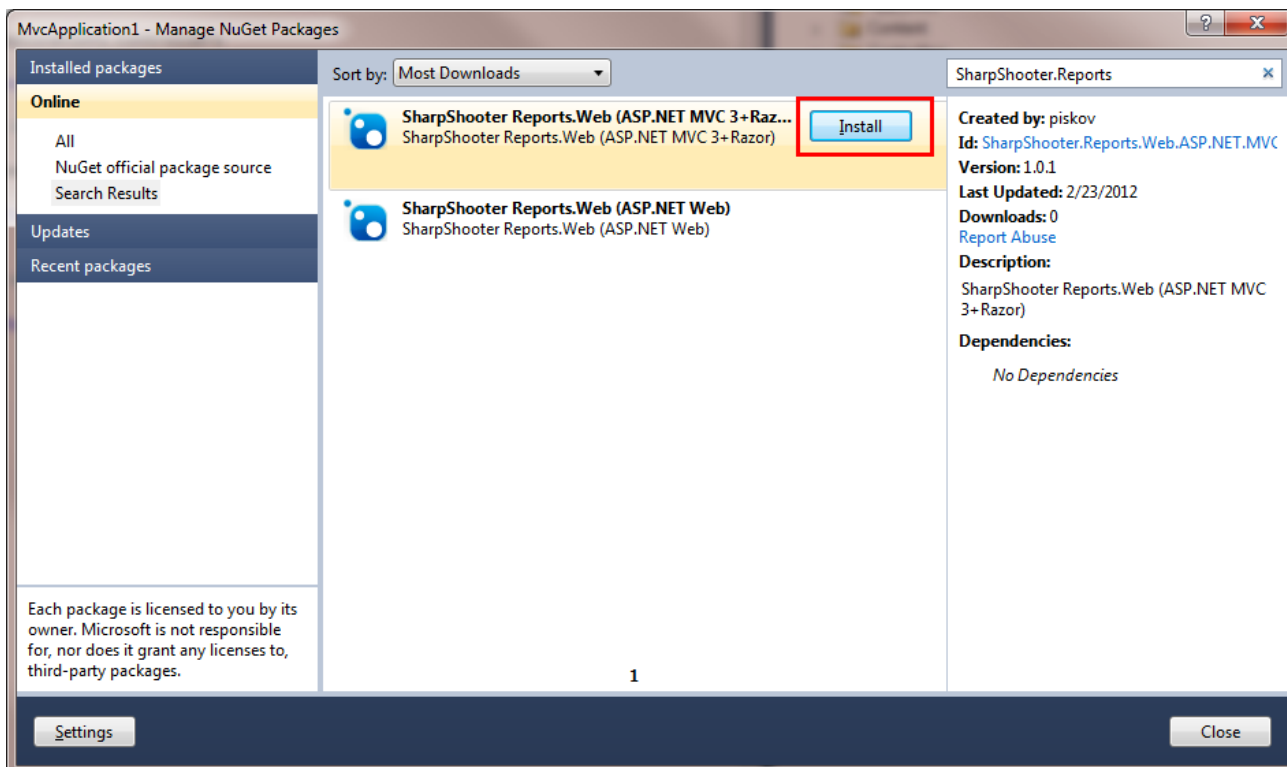 MvcApplication1 - Manage NuGet Packages
?
Installed packages
Online
All
NuGet official package source
Search Results
Updates
Recent packages
Each package is licensed to you by its
owner. Microsoft is not responsible
for, nor does it grant any licenses to,
third-party packages.
Sort by: Most Downloads
SharpShooter Reports.Web (ASP.NET MVC 3+Raz...
SharpShooter Reports.Web (ASP.NET MVC 3+Razor)
Install
SharpShooter Reports.Web (ASP.NET Web)
SharpShooter Reports.Web (ASP.NET Web)
1
SharpShooter.Reports
Created by: piskov
Id: SharpShooter.Reports.Web.ASP.NET.MVC
Version: 1.0.1
Last Updated: 2/23/2012
Downloads: 0
Report Abuse
Description:
SharpShooter Reports.Web (ASP.NET MVC
3+Razor)
Dependencies:
No Dependencies
Settings
Close